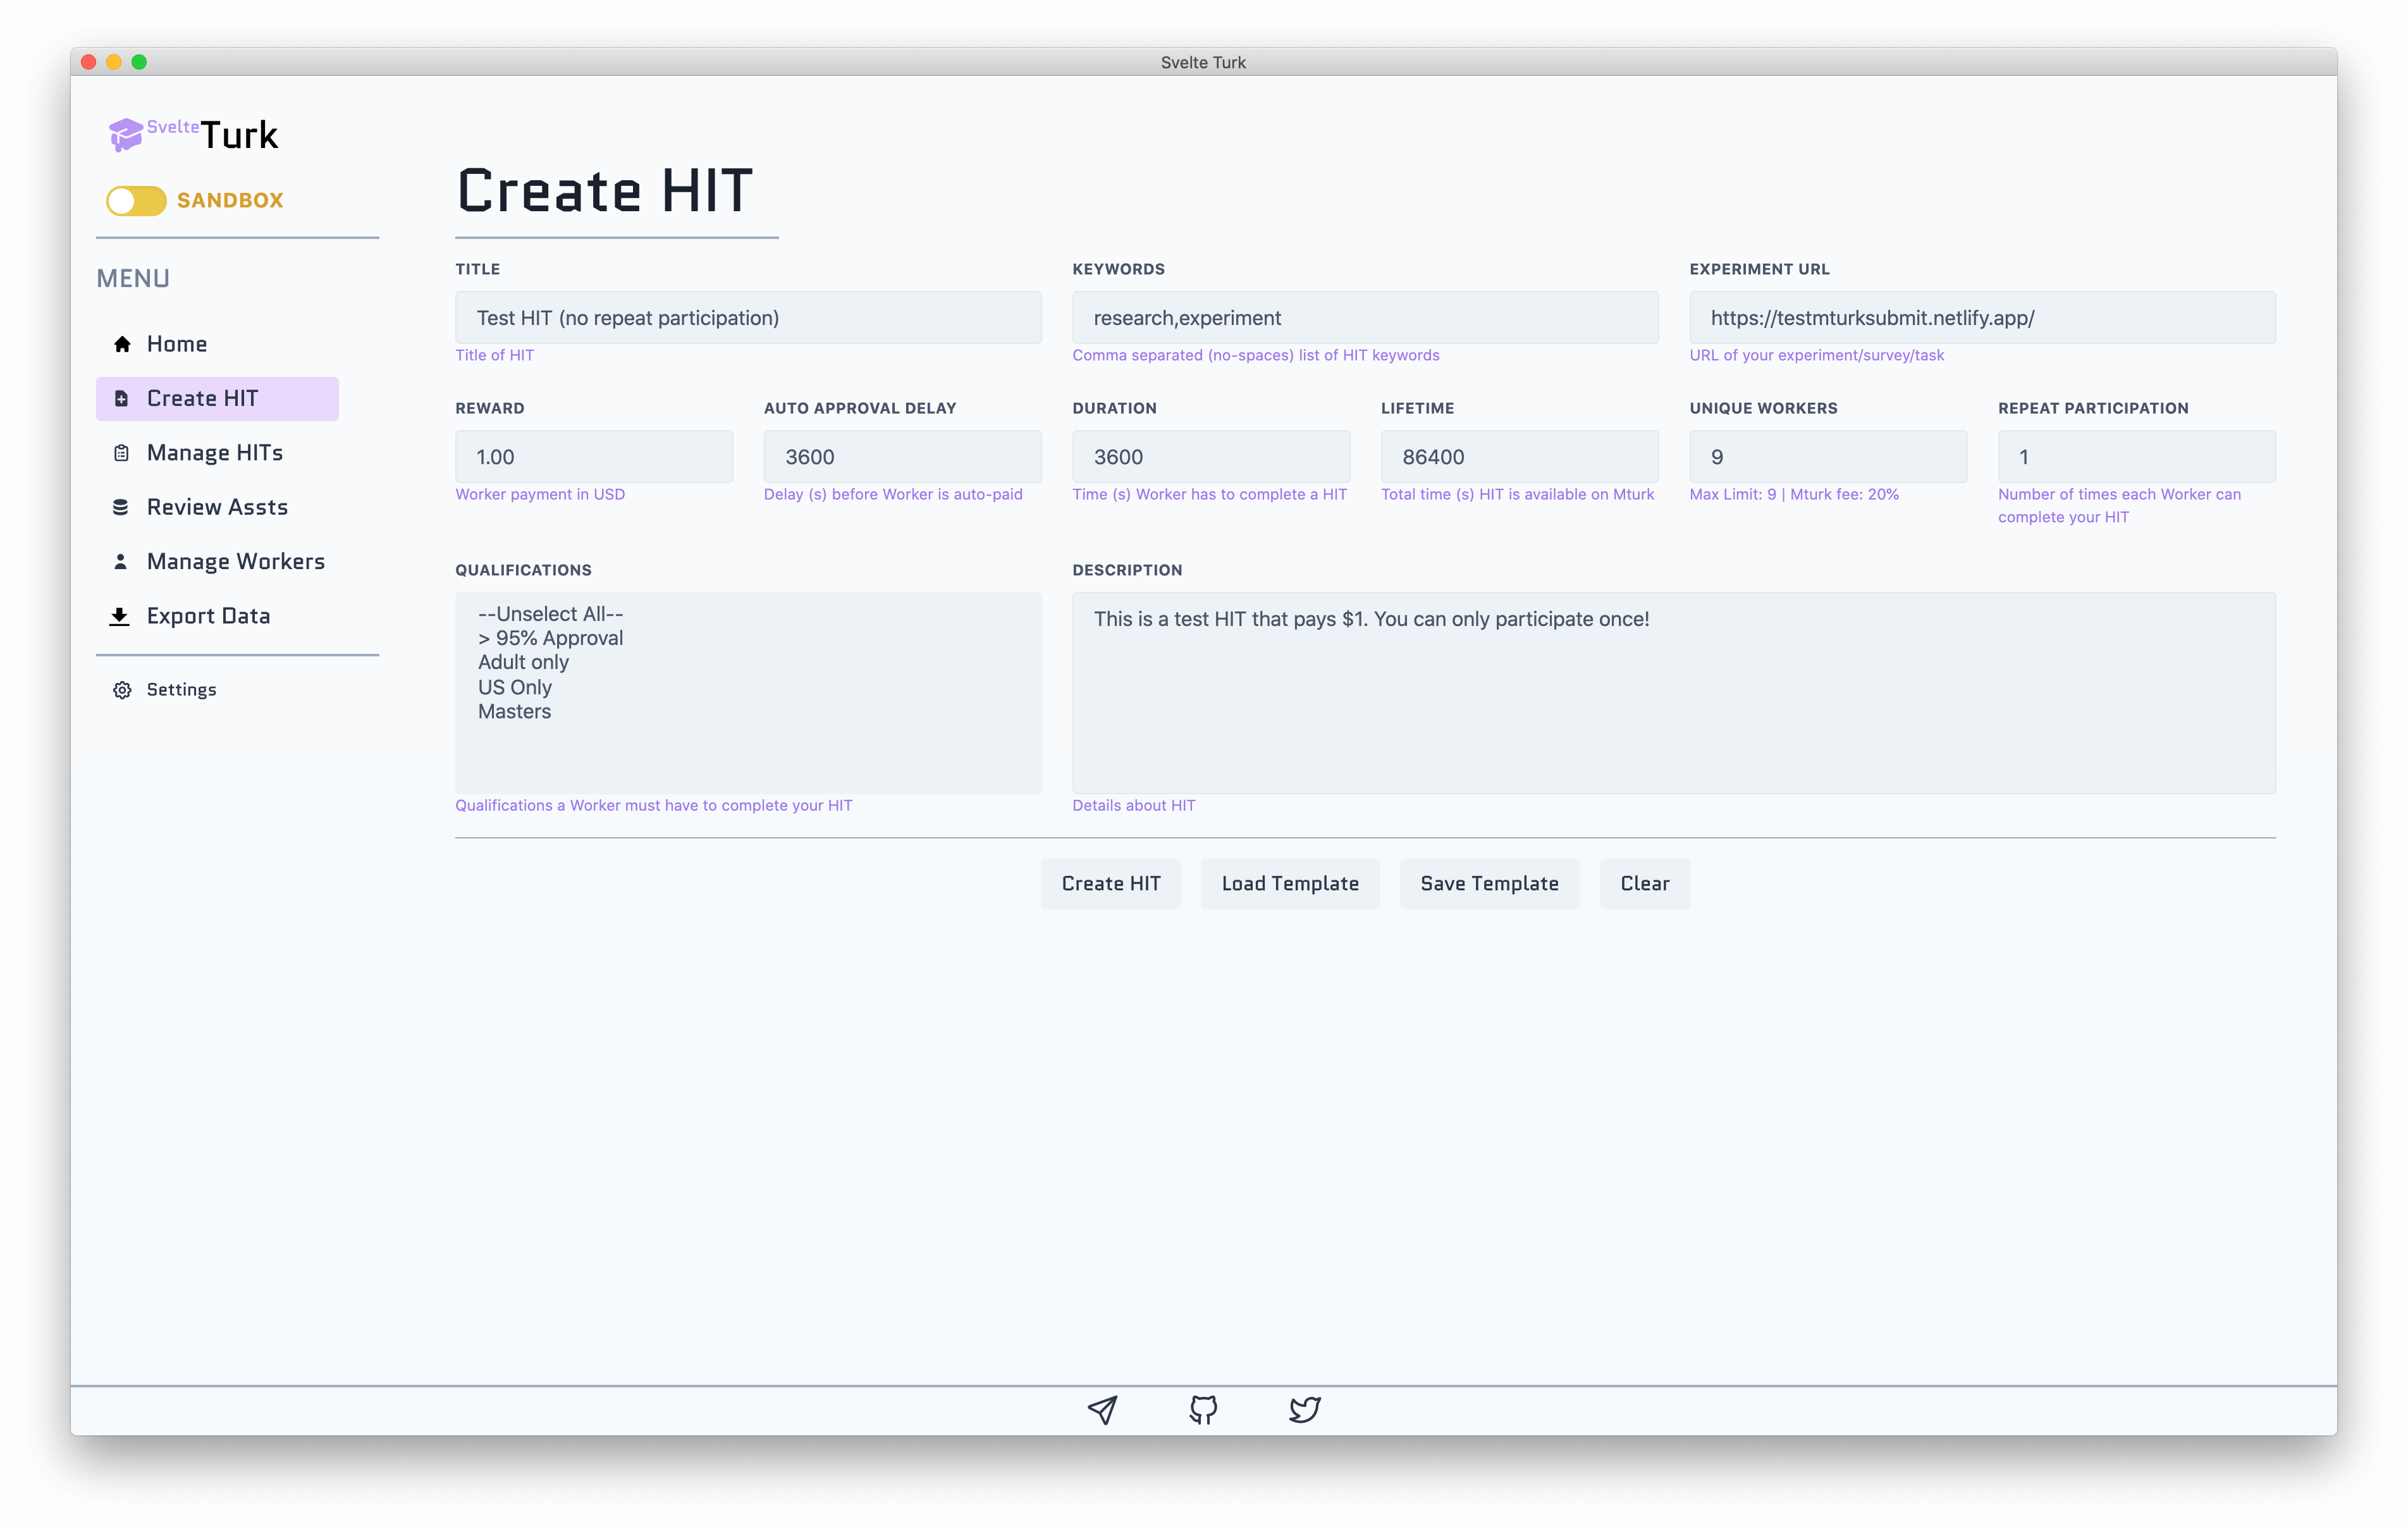 Svelte Turk
SvelteTurk
SANDBOX
MENU
Home
Create HIT
Manage HITs
Review Assts
Manage Workers
Export Data
Settings
Create HIT
TITLE
Test HIT (no repeat participation)
Title of HIT
KEYWORDS
research,experiment
Comma separated (no-spaces) list of HIT keywords
EXPERIMENT URL
https://testmturksubmit.netlify.app/
URL of your experiment/survey/task
REWARD
1.00
Worker payment in USD
AUTO APPROVAL DELAY
3600
Delay (s) before Worker is auto-paid
DURATION
3600
Time (s) Worker has to complete a HIT
LIFETIME
86400
Total time (s) HIT is available on Mturk
UNIQUE WORKERS
9
Max Limit: 9 | Mturk fee: 20%
REPEAT PARTICIPATION
1
Number of times each Worker can
complete your HIT
QUALIFICATIONS
--Unselect All--
> 95% Approval
Adult only
US Only
Masters
Qualifications a Worker must have to complete your HIT
DESCRIPTION
This is a test HIT that pays $1. You can only participate once!
Details about HIT
Create HIT
Load Template
Save Template
Clear